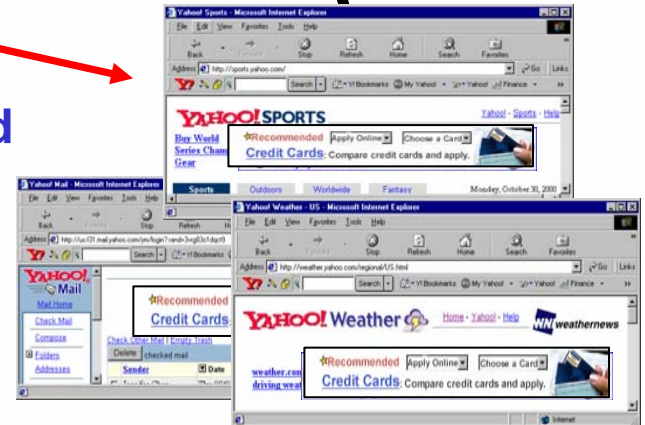 d
Yahoo! Sports - Microsoft Internet Explorer
File Edit View Favorites Tools Help
Back Stop Refresh Home Search Favorites
Address http://sports.yahoo.com/ Go Links
Y? Search Y! Bookmarks My Yahoo! Yahoo! Finance
YAHOO! SPORTS Yahoo! - Sports - Help
Buy World
Series Cham
Gear
Recommended Apply Online Choose a Card
Credit Cards: Compare credit cards and apply.
Sports Outdoors Worldwide Fantasy Monday, October 30, 2000
Yahoo! Mail - Microsoft Internet Explorer
File Edit View Favorites Tools Help
Back Stop Refresh
Address
Search Y! Bookmarks
YAHOO!
Mail
Mail Home
Check Mail
Compose
Folders
Addresses
Recommended
Credit Cards:
Check Other Mail | Empty Trash
Delete checked mail
Sender Date
Yahoo! Weather - US - Microsoft Internet Explorer
File Edit View Favorites Tools Help
Back Stop Refresh Home Search Favorites
Address http://weather.yahoo.com/regional/US.html Go Links
Y? Search Y! Bookmarks My Yahoo! Yahoo! Finance
YAHOO! Weather Home - Yahoo! - Help weathernews
weather.com
driving weat
Recommended Apply Online Choose a Card
Credit Cards: Compare credit cards and apply.
Internet